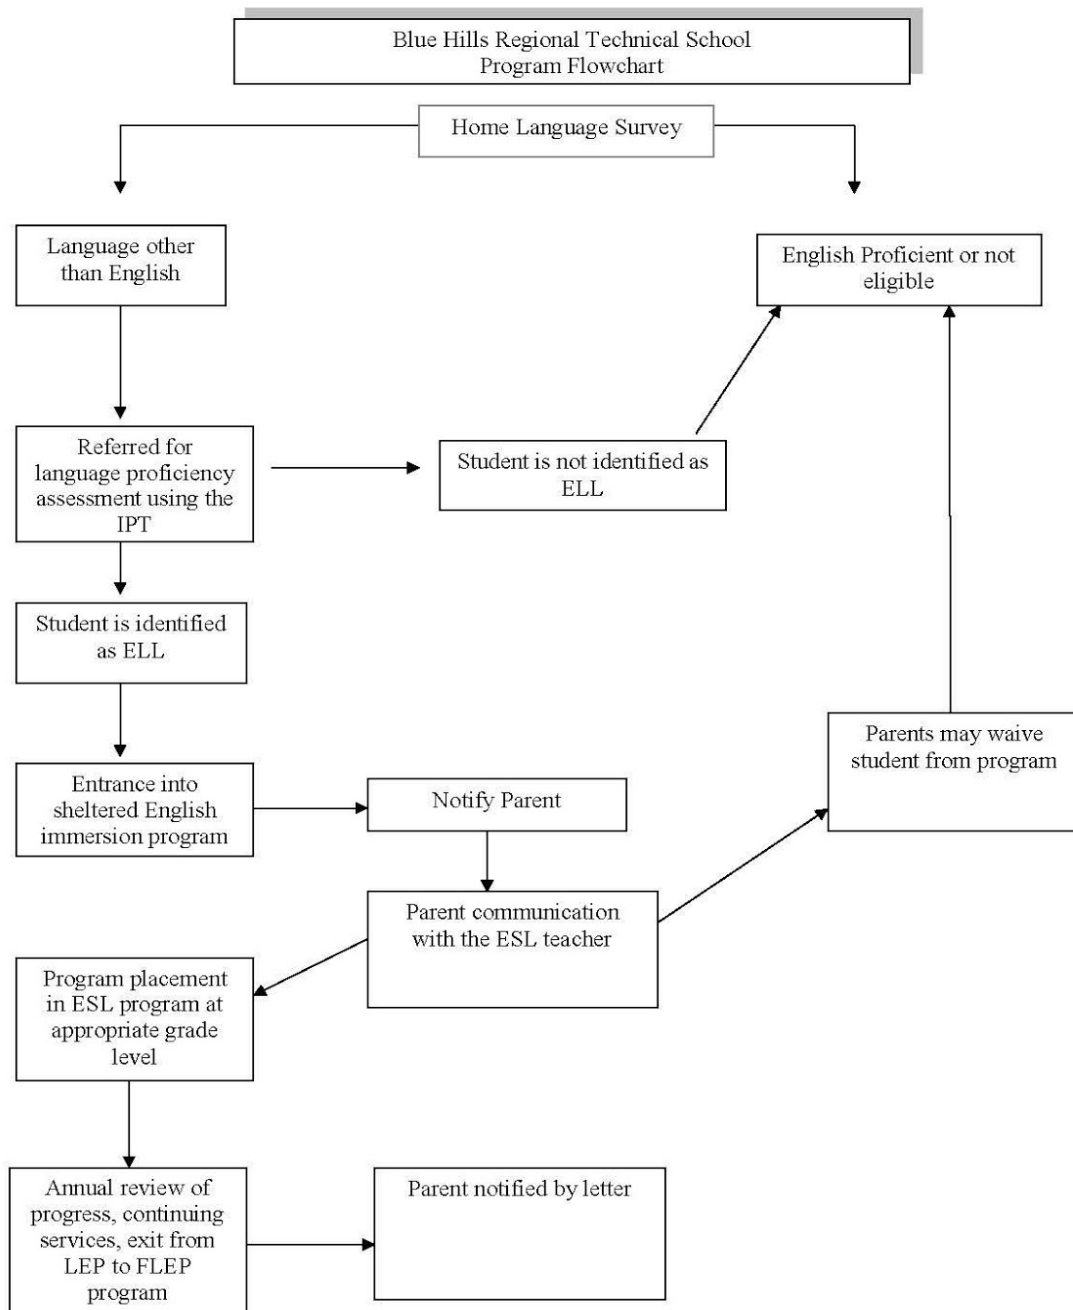 Blue Hills Regional Technical School
Program Flowchart
Home Language Survey
Language other
than English
English Proficient or not
eligible
Referred for
language proficiency
assessment using the
IPT
Student is not identified as
ELL
Student is identified
as ELL
Parents may waive
student from program
Entrance into
sheltered English
immersion program
Notify Parent
Parent communication
with the ESL teacher
Program placement
in ESL program at
appropriate grade
level
Annual review of
progress, continuing
services, exit from
LEP to FLEP
program
Parent notified by letter